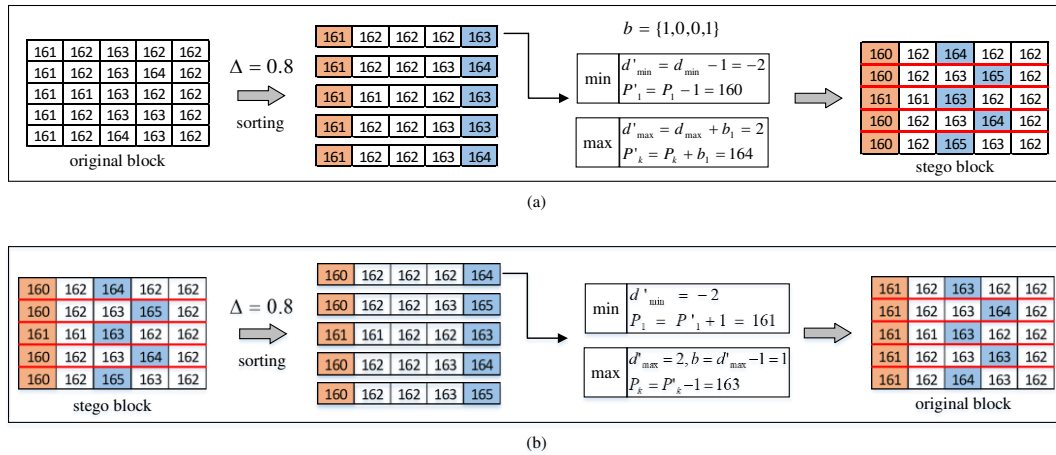 161 162 163 162 162
161 162 163 164 162
161 161 163 162 162
161 162 163 163 162
161 162 164 163 162
original block
Δ = 0.8
sorting
161 162 162 162 163
161 162 162 163 164
161 161 162 162 163
161 162 162 163 163
161 162 162 163 164
b = {1,0,0,1}
min
d'min = dmin −1 = −2
P'1 = P1 −1 = 160
max
d'max = dmax + b1 = 2
P'k = Pk + b1 = 164
160 162 164 162 162
160 162 163 165 162
161 161 163 162 162
160 162 163 164 162
160 162 165 163 162
stego block
(a)
160 162 164 162 162
160 162 163 165 162
161 161 163 162 162
160 162 163 164 162
160 162 165 163 162
stego block
Δ = 0.8
sorting
160 162 162 162 164
160 162 162 163 165
161 161 162 162 163
160 162 162 163 164
160 162 162 163 165
min
d'min = −2
P1 = P'1 +1 = 161
max
d'max = 2, b = d'max −1 = 1
Pk = P'k −1 = 163
161 162 163 162 162
161 162 163 164 162
161 161 163 162 162
161 162 163 163 162
161 162 164 163 162
original block
(b)